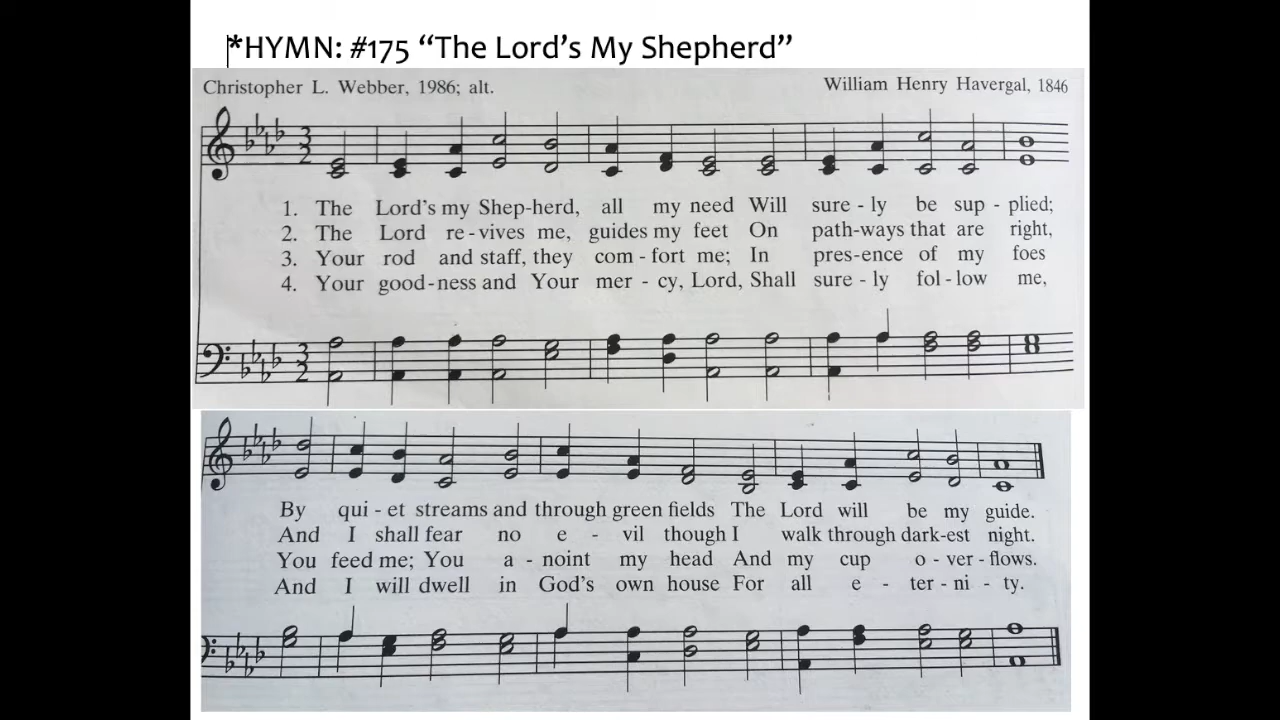 *HYMN: #175 “The Lord’s My Shepherd”
Christopher L. Webber, 1986; alt.
William Henry Havergal, 1846
1. The Lord's my Shep-herd, all my need Will sure - ly be sup - plied;
2. The Lord re - vives me, guides my feet On path-ways that are right,
3. Your rod and staff, they com - fort me; In pres-ence of my foes
4. Your good-ness and Your mer - cy, Lord, Shall sure - ly fol - low me,
By qui - et streams and through green fields The Lord will be my guide.
And I shall fear no e - vil though I walk through dark-est night.
You feed me; You a - noint my head And my cup o - ver - flows.
And I will dwell in God's own house For all e - ter - ni - ty.